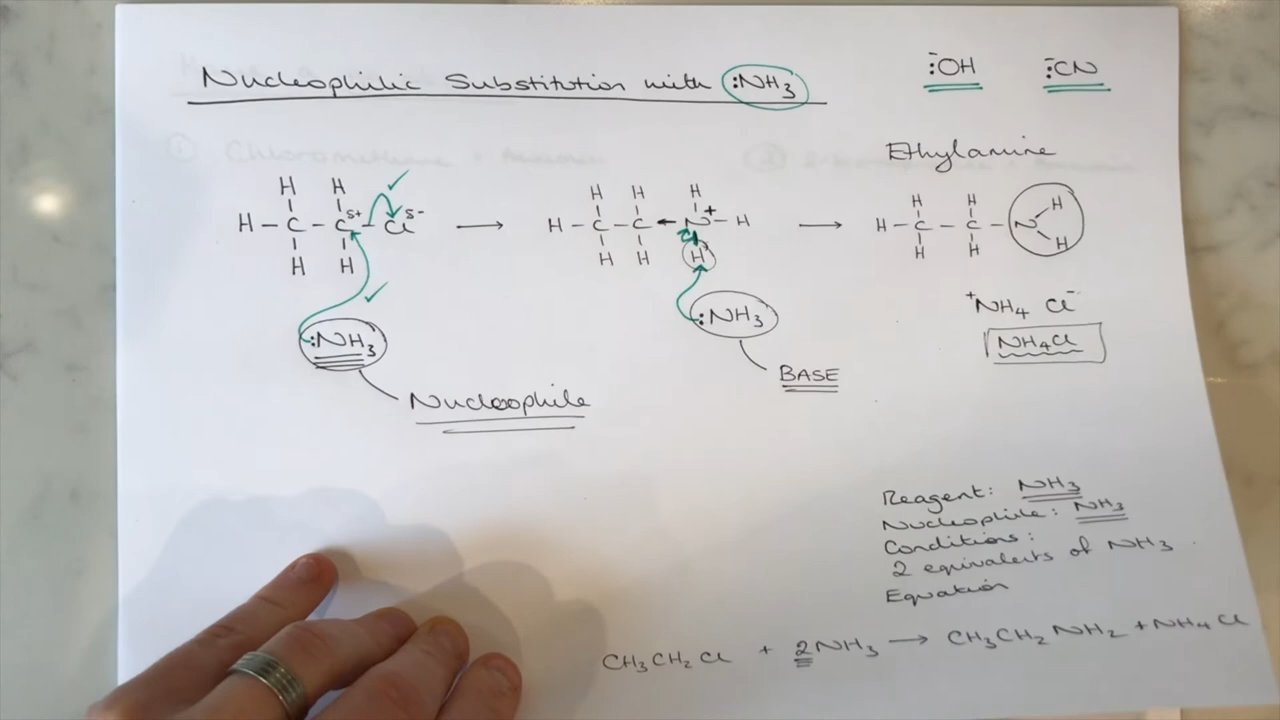 Nucleophilic Substitution with :NH3
:OH⁻ :CN⁻
Ethylamine
H H
H - C - C δ+ - Cl δ-
H H
:NH3
Nucleophile
H H H
H - C - C - N+ - H
H H H
:NH3
BASE
H H H
H - C - C - N
H H H
+NH4 Cl-
NH4Cl
Reagent: NH3
Nucleophile: NH3
Conditions:
2 equivalents of NH3
Equation
CH3CH2Cl + 2NH3 → CH3CH2NH2 + NH4Cl